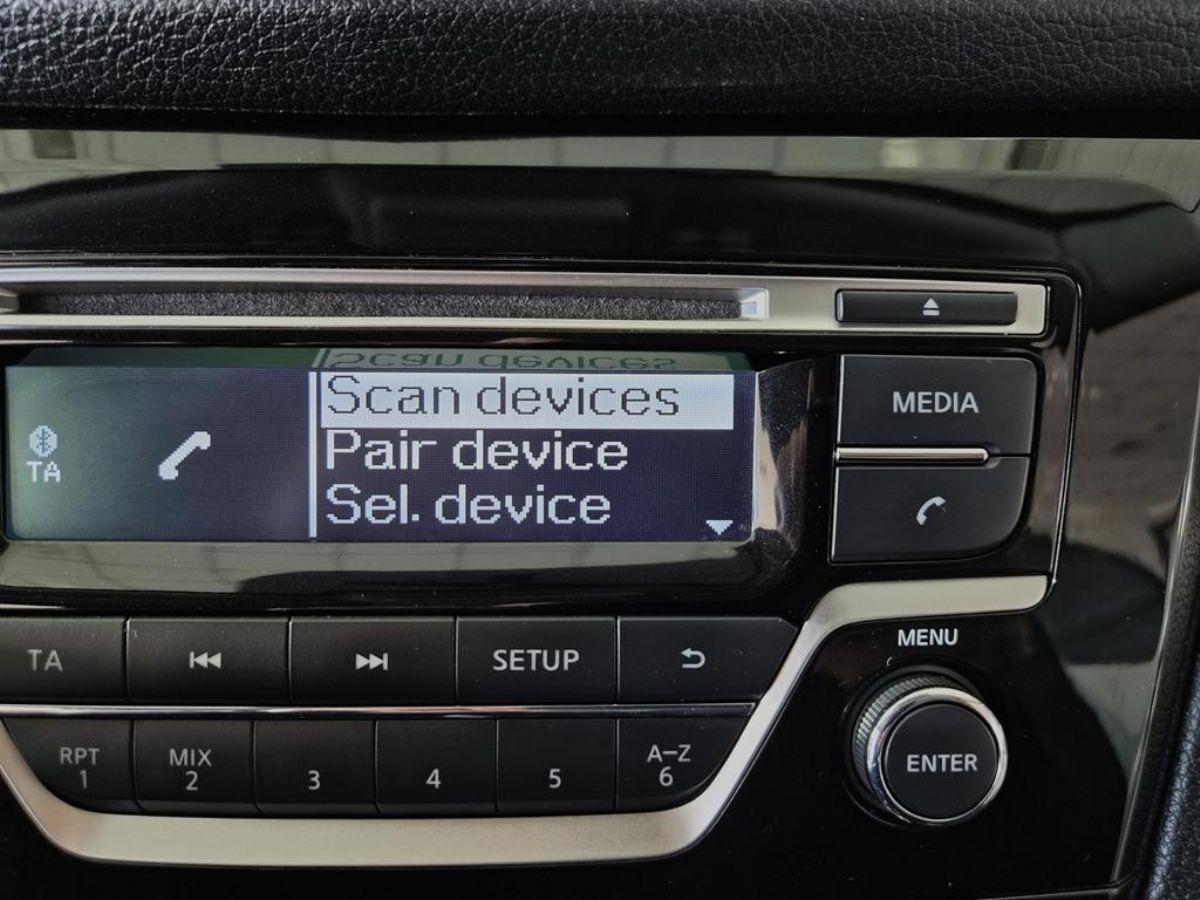 Scan devices
Pair device
Sel. device
TA
MEDIA
TA
SETUP
MENU
RPT
1
MIX
2
3
4
5
A-Z
6
ENTER